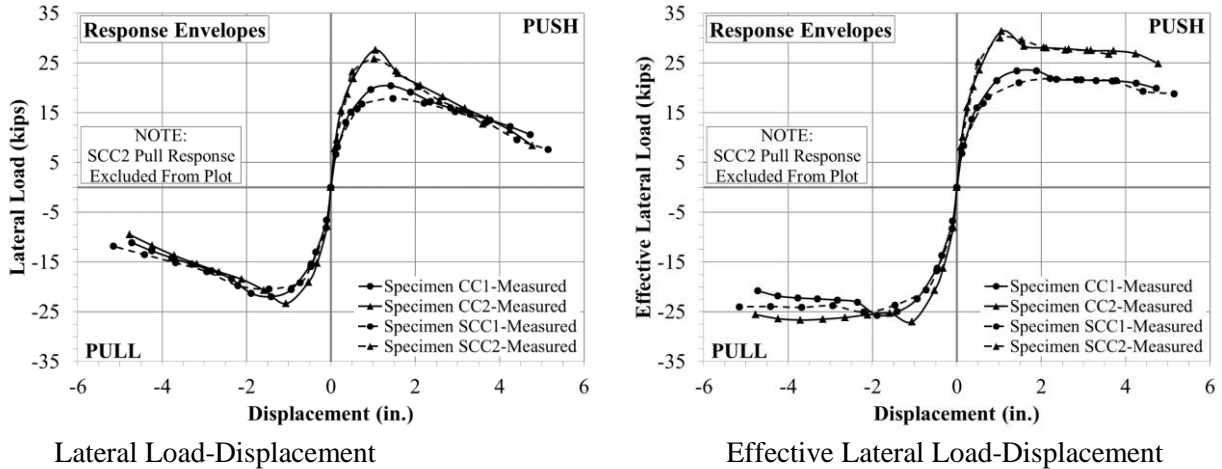 Response Envelopes
PUSH
NOTE:
SCC2 Pull Response
Excluded From Plot
Specimen CC1-Measured
Specimen CC2-Measured
Specimen SCC1-Measured
Specimen SCC2-Measured
PULL
Lateral Load (kips)
35
25
15
5
-5
-15
-25
-35
-6
-4
-2
0
2
4
6
Displacement (in.)
Lateral Load-Displacement
Response Envelopes
PUSH
NOTE:
SCC2 Pull Response
Excluded From Plot
Specimen CC1-Measured
Specimen CC2-Measured
Specimen SCC1-Measured
Specimen SCC2-Measured
PULL
Effective Lateral Load (kips)
35
25
15
5
-5
-15
-25
-35
-6
-4
-2
0
2
4
6
Displacement (in.)
Effective Lateral Load-Displacement